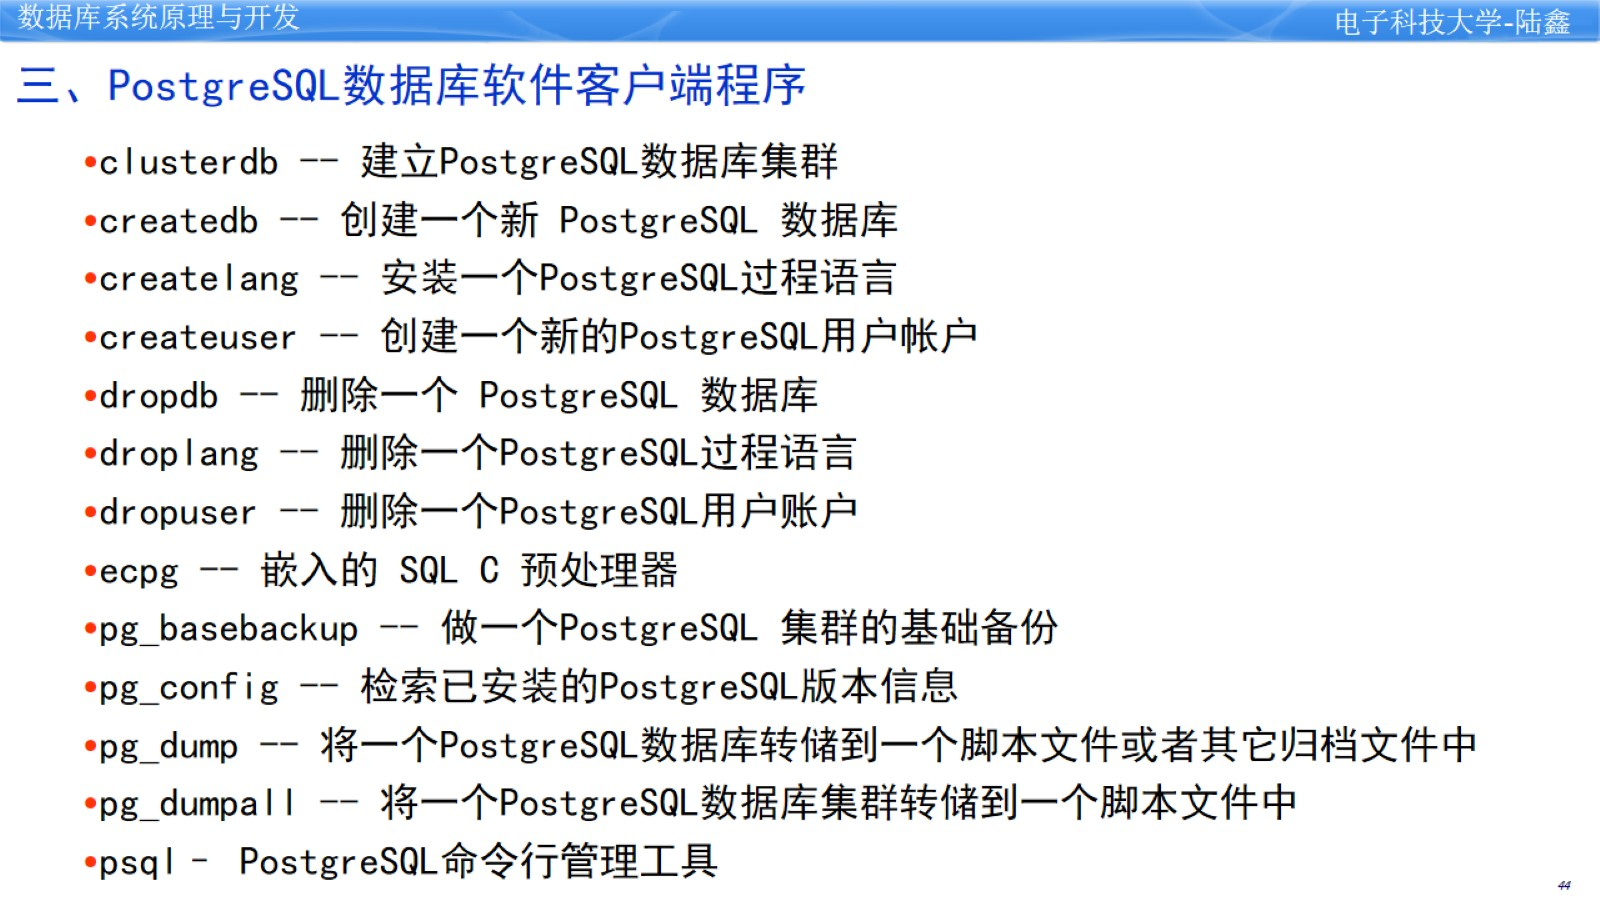 数据库系统原理与开发
电子科技大学-陆鑫
三、PostgreSQL数据库软件客户端程序
•clusterdb -- 建立PostgreSQL数据库集群
•createdb -- 创建一个新 PostgreSQL 数据库
•createlang -- 安装一个PostgreSQL过程语言
•createuser -- 创建一个新的PostgreSQL用户帐户
•dropdb -- 删除一个 PostgreSQL 数据库
•droplang -- 删除一个PostgreSQL过程语言
•dropuser -- 删除一个PostgreSQL用户账户
•ecpg -- 嵌入的 SQL C 预处理器
•pg_basebackup -- 做一个PostgreSQL 集群的基础备份
•pg_config -- 检索已安装的PostgreSQL版本信息
•pg_dump -- 将一个PostgreSQL数据库转储到一个脚本文件或者其它归档文件中
•pg_dumpall -- 将一个PostgreSQL数据库集群转储到一个脚本文件中
•psql– PostgreSQL命令行管理工具
44